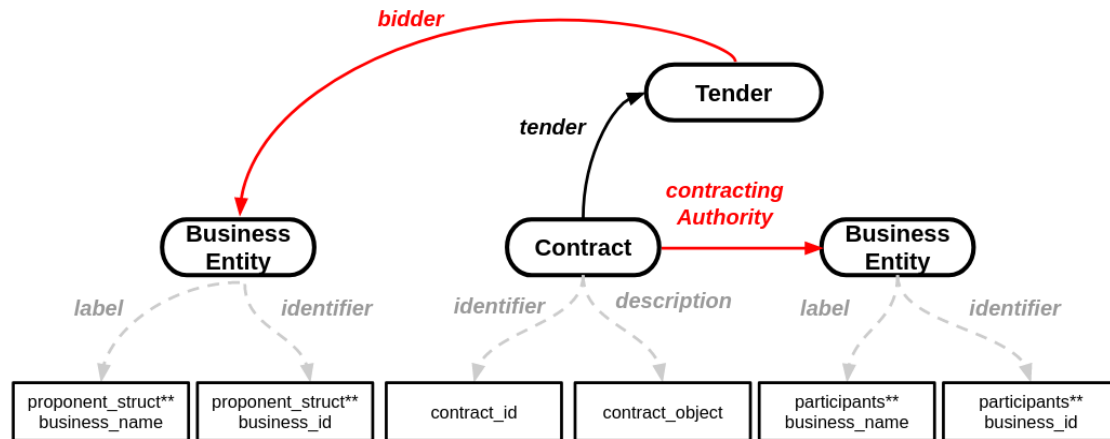 bidder
Tender
tender
contracting
Authority
Business
Entity
Contract
Business
Entity
label
identifier
identifier
description
label
identifier
proponent_struct**
business_name
proponent_struct**
business_id
contract_id
contract_object
participants**
business_name
participants**
business_id